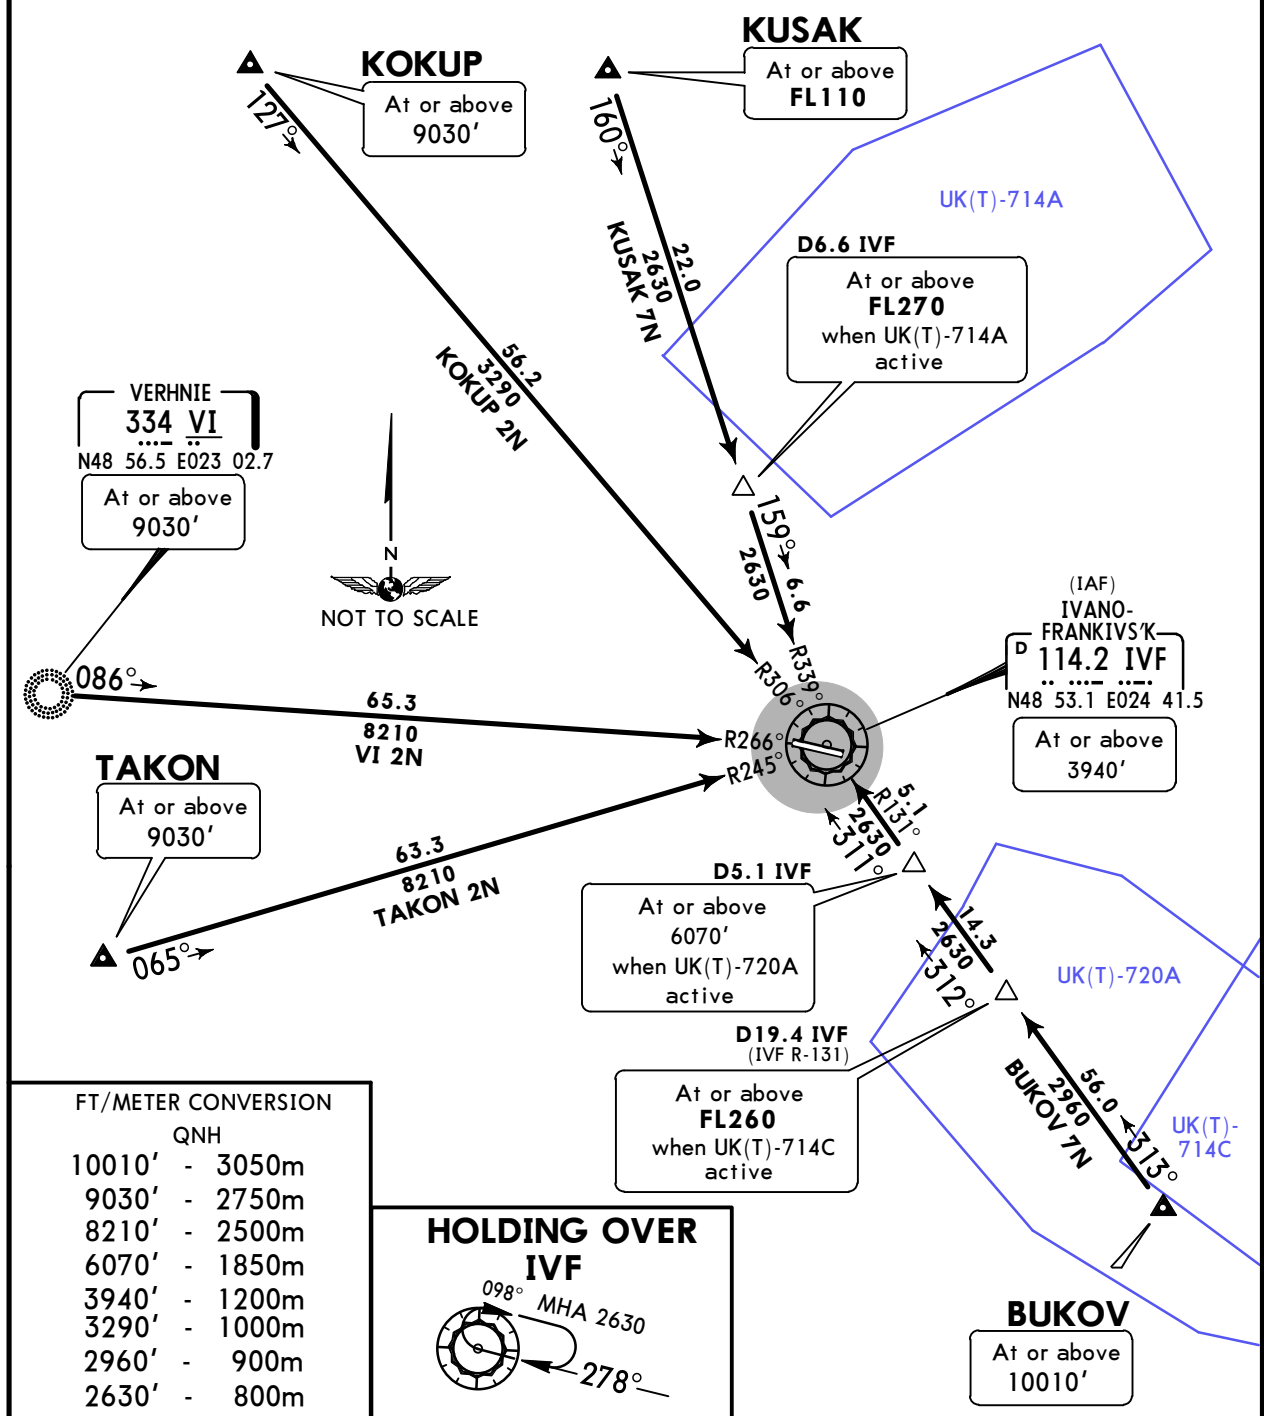 KUSAK
At or above
FL110
KOKUP
At or above
9030'
127°
160°
UK(T)-714A
D6.6 IVF
At or above
FL270
when UK(T)-714A
active
22.0
2630
KUSAK 7N
56.2
3290
KOKUP 2N
VERHNIE
334 VI
N48 56.5 E023 02.7
At or above
9030'
N
NOT TO SCALE
159°
6.6
2630
R339°
R306°
(IAF)
IVANO-
FRANKIVS'K
D 114.2 IVF
N48 53.1 E024 41.5
At or above
3940'
086°
65.3
8210
VI 2N
R266°
R245°
TAKON
At or above
9030'
63.3
8210
TAKON 2N
065°
5.1
R131°
2630
311°
D5.1 IVF
At or above
6070'
when UK(T)-720A
active
14.3
2630
312°
UK(T)-720A
D19.4 IVF
(IVF R-131)
At or above
FL260
when UK(T)-714C
active
56.0
2960
BUKOV 7N
313°
UK(T)-
714C
BUKOV
At or above
10010'
FT/METER CONVERSION
QNH
10010' - 3050m
9030' - 2750m
8210' - 2500m
6070' - 1850m
3940' - 1200m
3290' - 1000m
2960' - 900m
2630' - 800m
HOLDING OVER
IVF
098° MHA 2630
278°